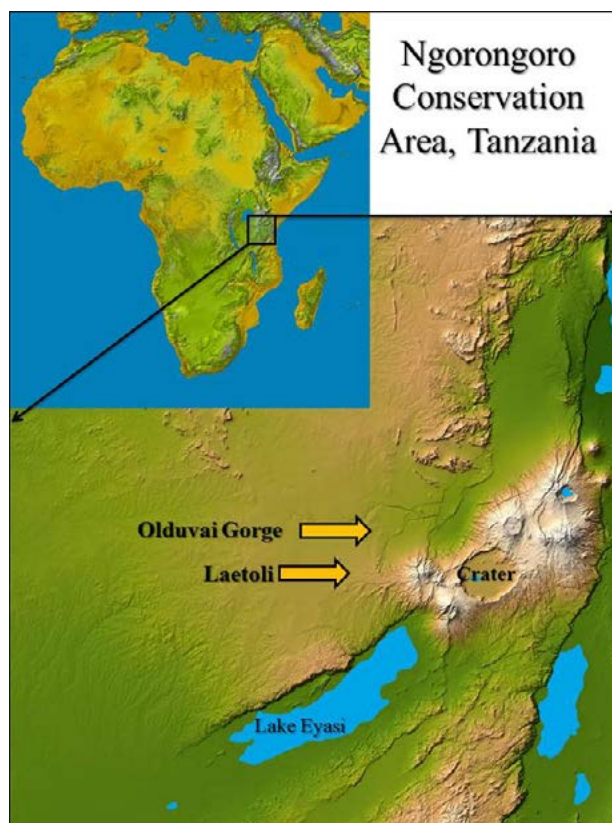 Ngorongoro
Conservation
Area, Tanzania
Olduvai Gorge
Laetoli
Crater
Lake Eyasi